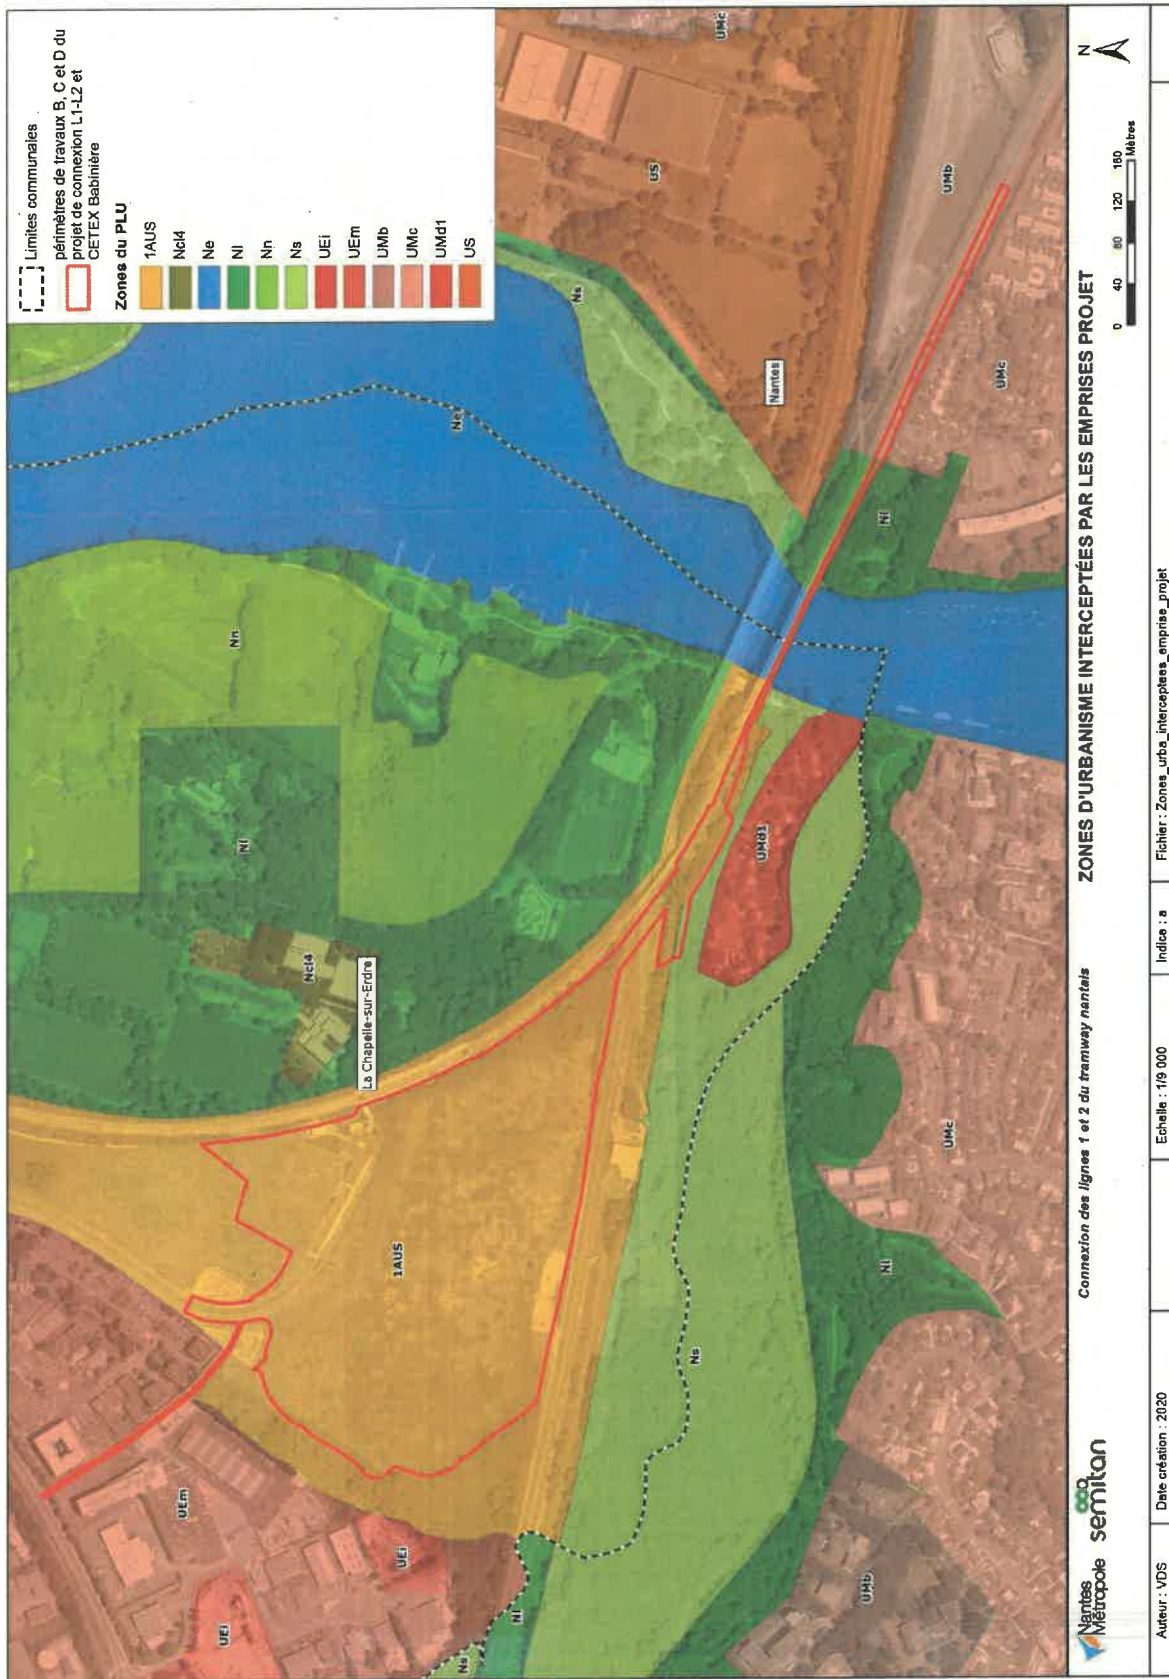 Limites communales
périmètres de travaux B, C et D du
projet de connexion L1-L2 et
CETEX Babinière
Zones du PLU
1AUS
Ncl4
Ne
Nl
Nn
Ns
UEi
UEm
UMb
UMc
UMd1
US
UMc
US
UMb
Ns
Nantes
UMc
Ne
Nl
Nn
Nl
UMd1
Ncl4
La Chapelle-sur-Erdre
1AUS
UMc
Nl
Ns
UEm
UEi
UEi
Nl
Ns
UMb
N
0 40 80 120 160
Mètres
ZONES D'URBANISME INTERCEPTÉES PAR LES EMPRISES PROJET
Connexion des lignes 1 et 2 du tramway nantais
Nantes
Métropole
semitan
Auteur : VDS
Date création : 2020
Echelle : 1/9 000
Indice : a
Fichier : Zones_urba_interceptees_emprise_projet